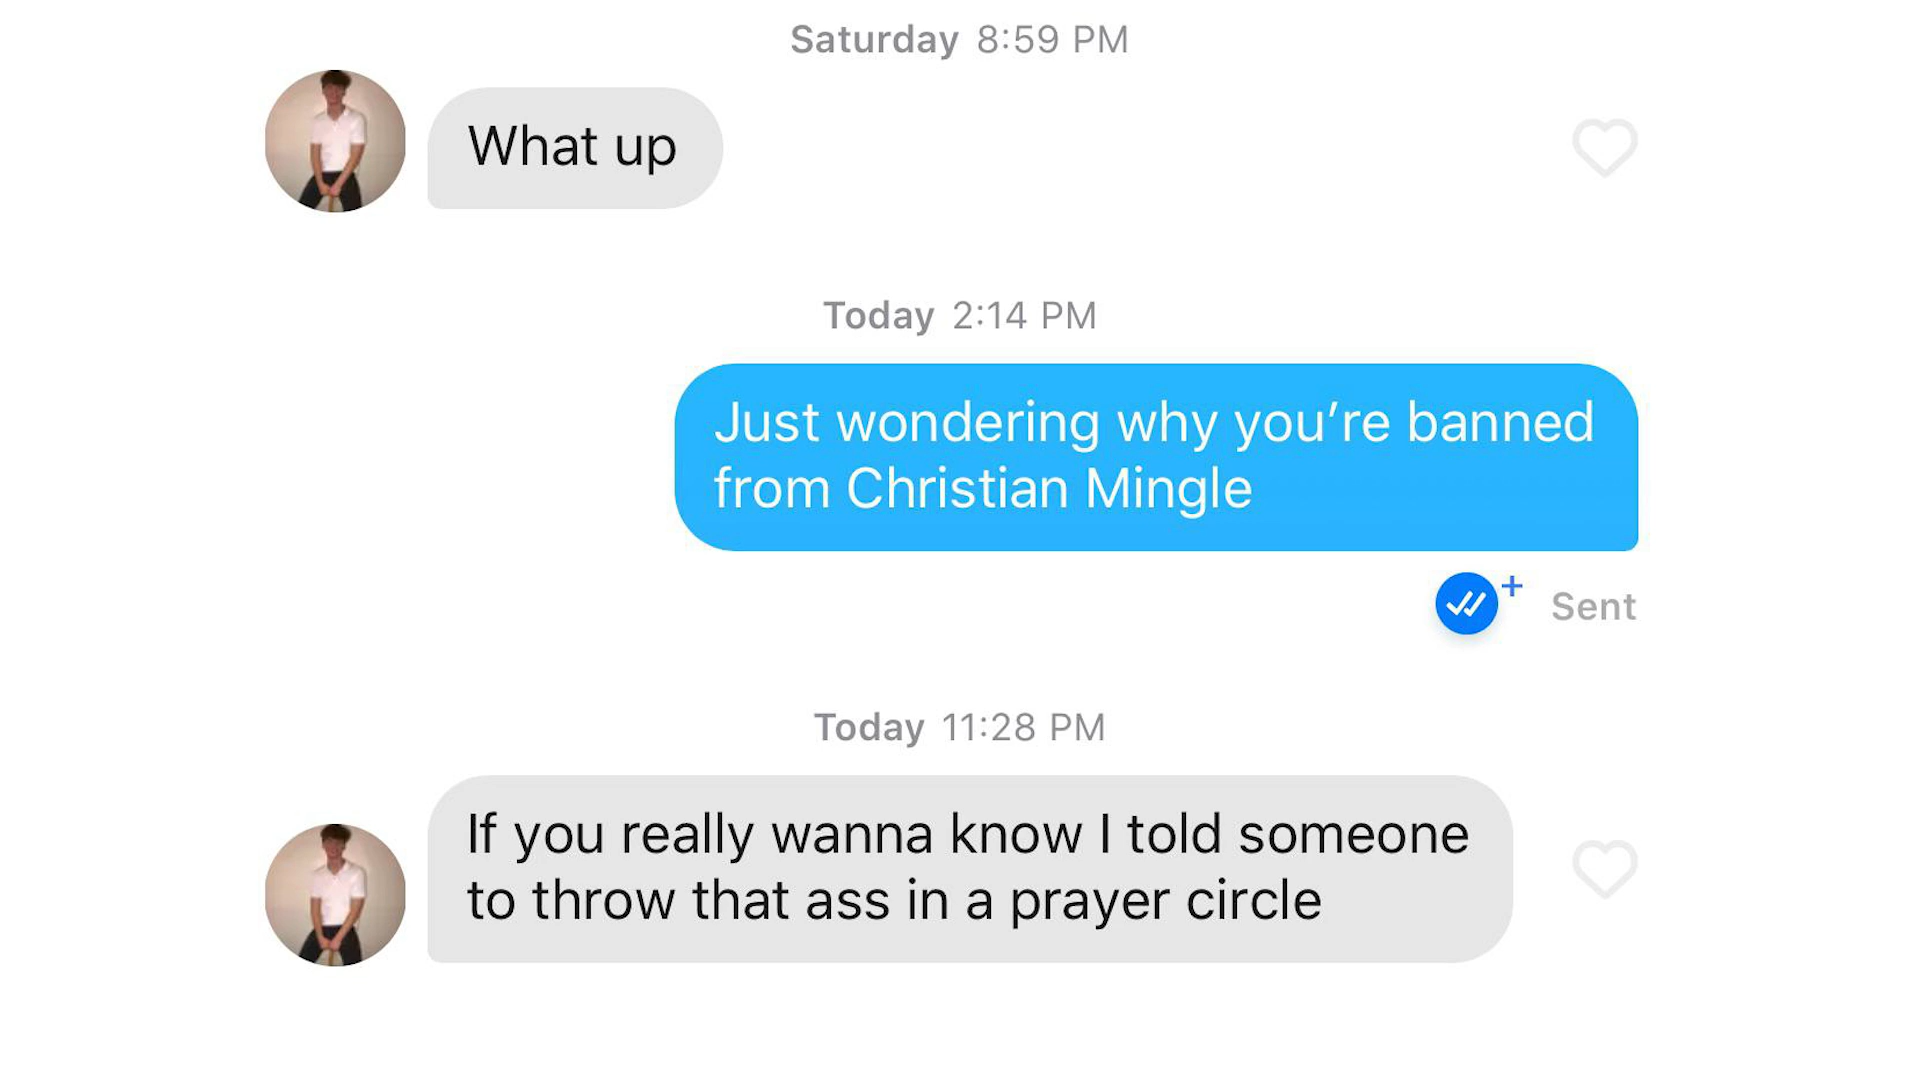 Saturday 8:59 PM
What up
Today 2:14 PM
Just wondering why you’re banned
from Christian Mingle
Sent
Today 11:28 PM
If you really wanna know I told someone
to throw that ass in a prayer circle